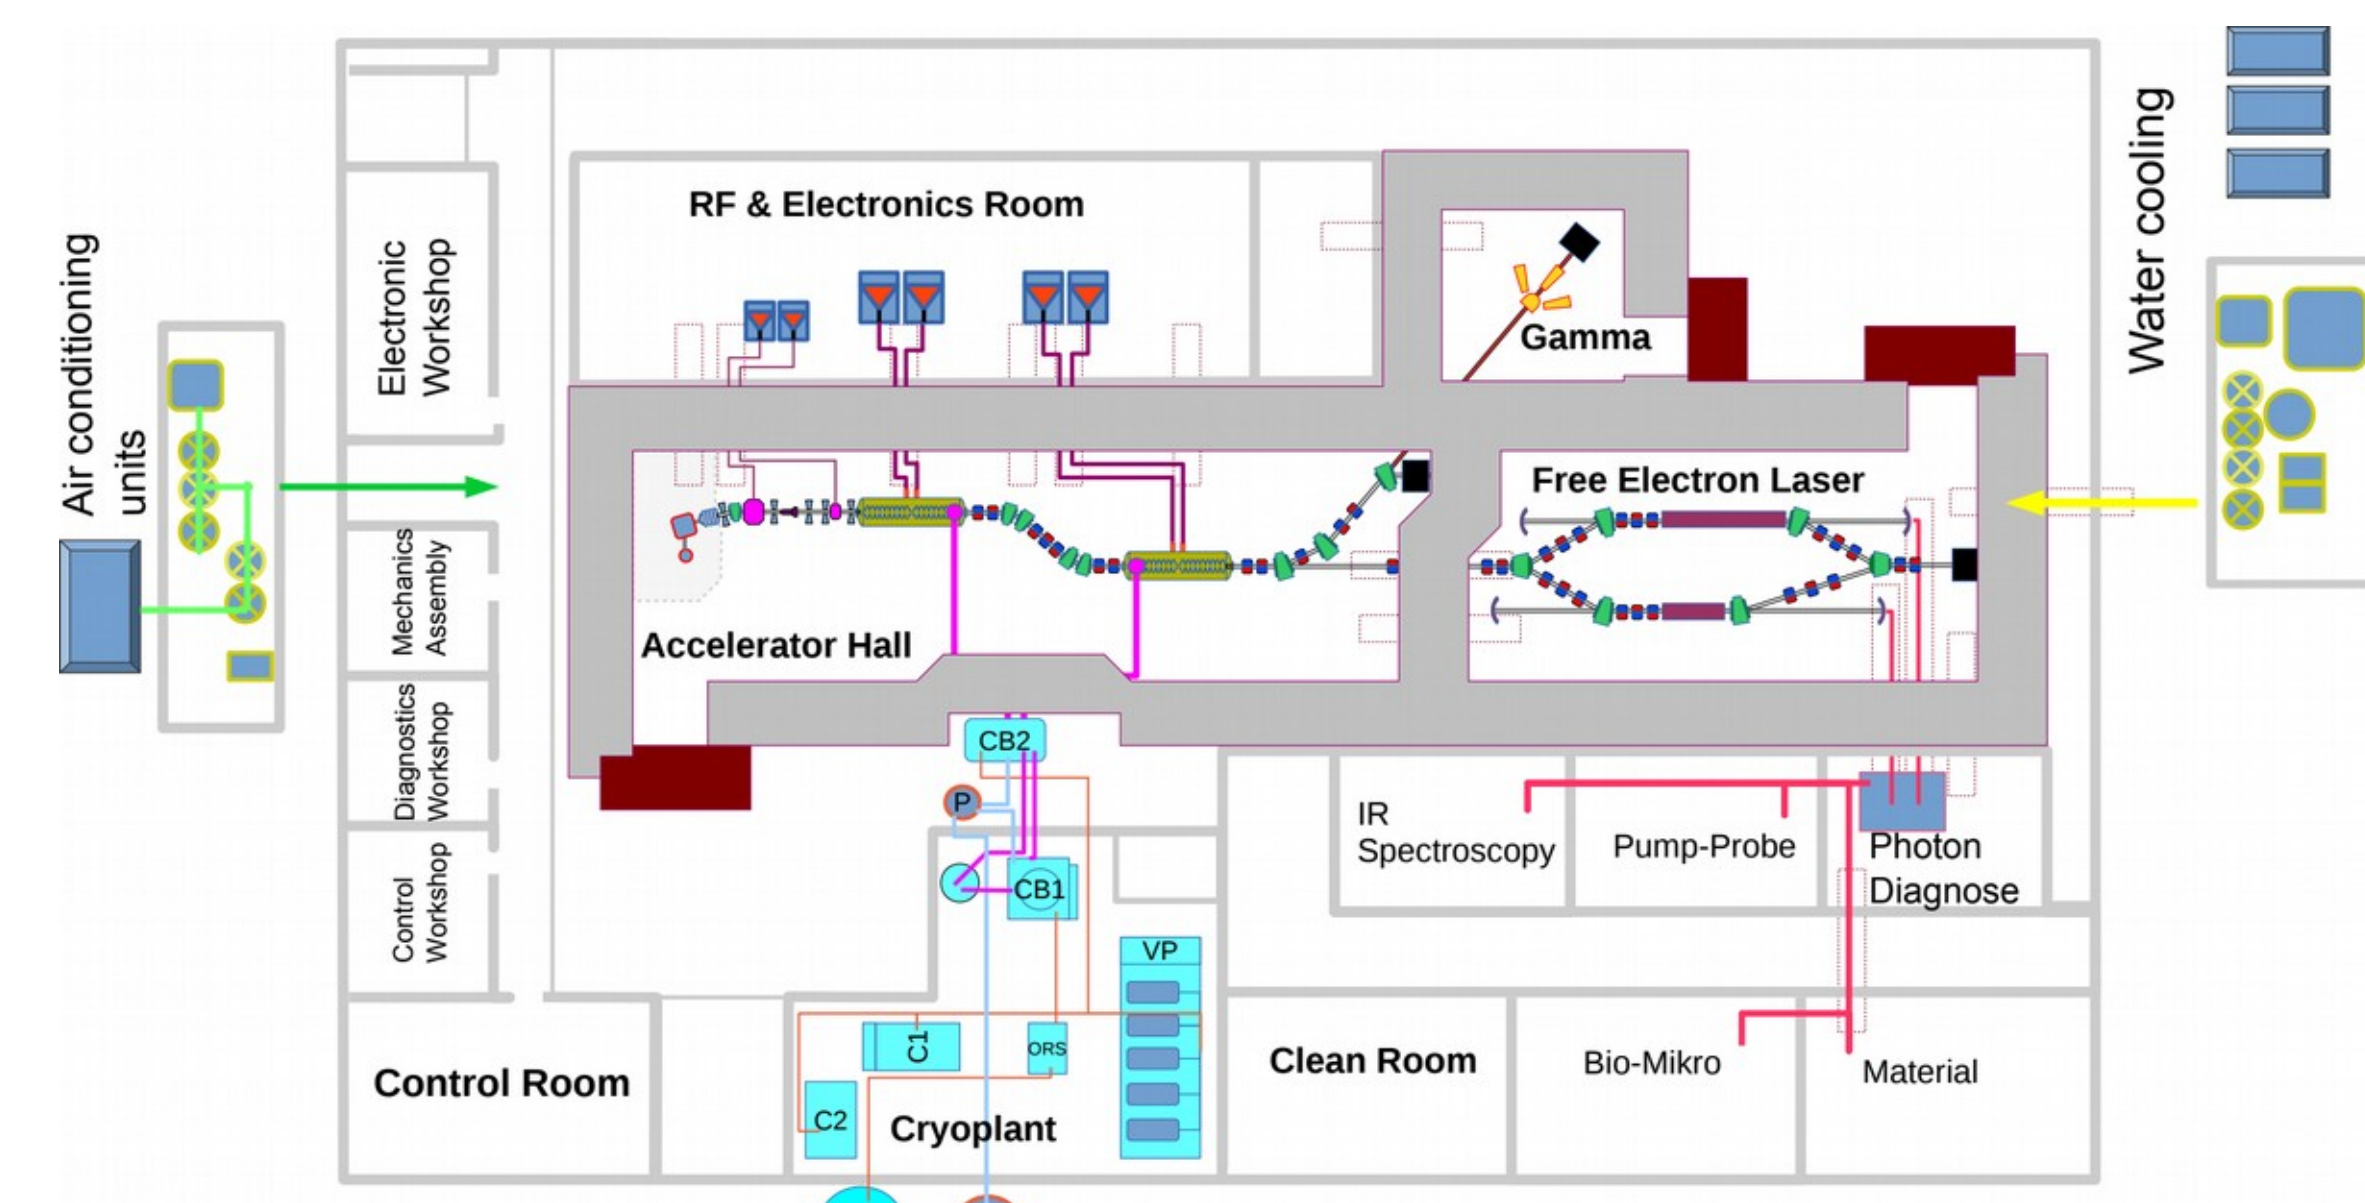 Air conditioning
units
Electronic
Workshop
Mechanics
Assembly
Diagnostics
Workshop
Control
Workshop
Control Room
RF & Electronics Room
Gamma
Accelerator Hall
Free Electron Laser
Water cooling
CB2
P
CB1
VP
C1
ORS
C2
Cryoplant
IR
Spectroscopy
Pump-Probe
Photon
Diagnose
Clean Room
Bio-Mikro
Material